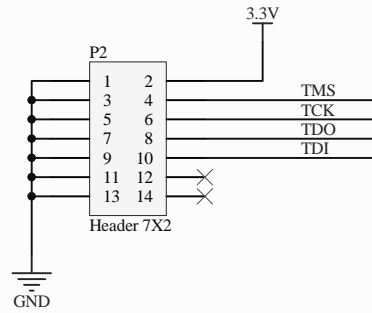 3.3V
P2
1 2
3 4 TMS
5 6 TCK
7 8 TDO
9 10 TDI
11 12
13 14
Header 7X2
GND